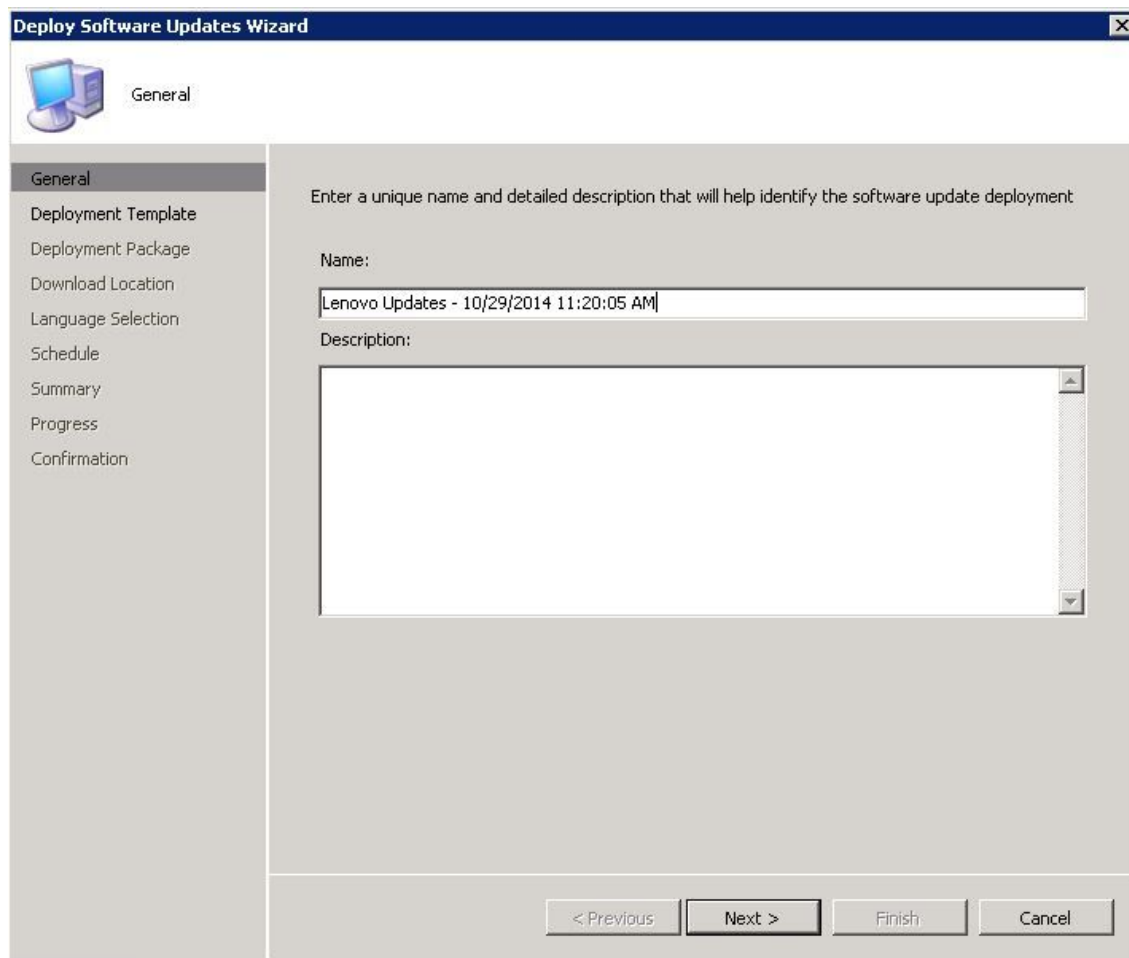 Deploy Software Updates Wizard
General
General
Deployment Template
Deployment Package
Download Location
Language Selection
Schedule
Summary
Progress
Confirmation
Enter a unique name and detailed description that will help identify the software update deployment
Name:
Lenovo Updates - 10/29/2014 11:20:05 AM
Description:
< Previous
Next >
Finish
Cancel